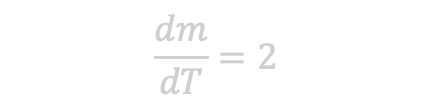 dm/dT = 2